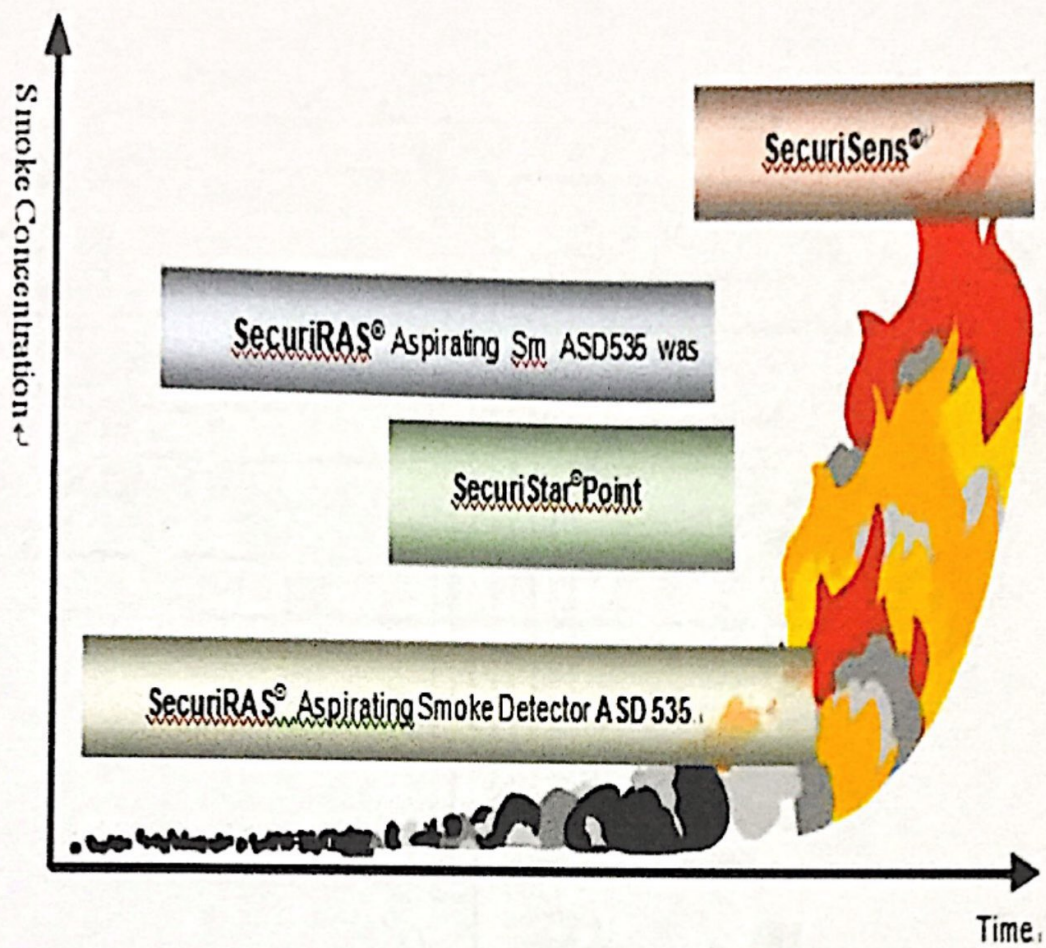 Smoke Concentration↵
SecuriSens®
SecuriRAS® Aspirating Sm ASD535 was
SecuriStar®Point
SecuriRAS® Aspirating Smoke Detector ASD 535
Time